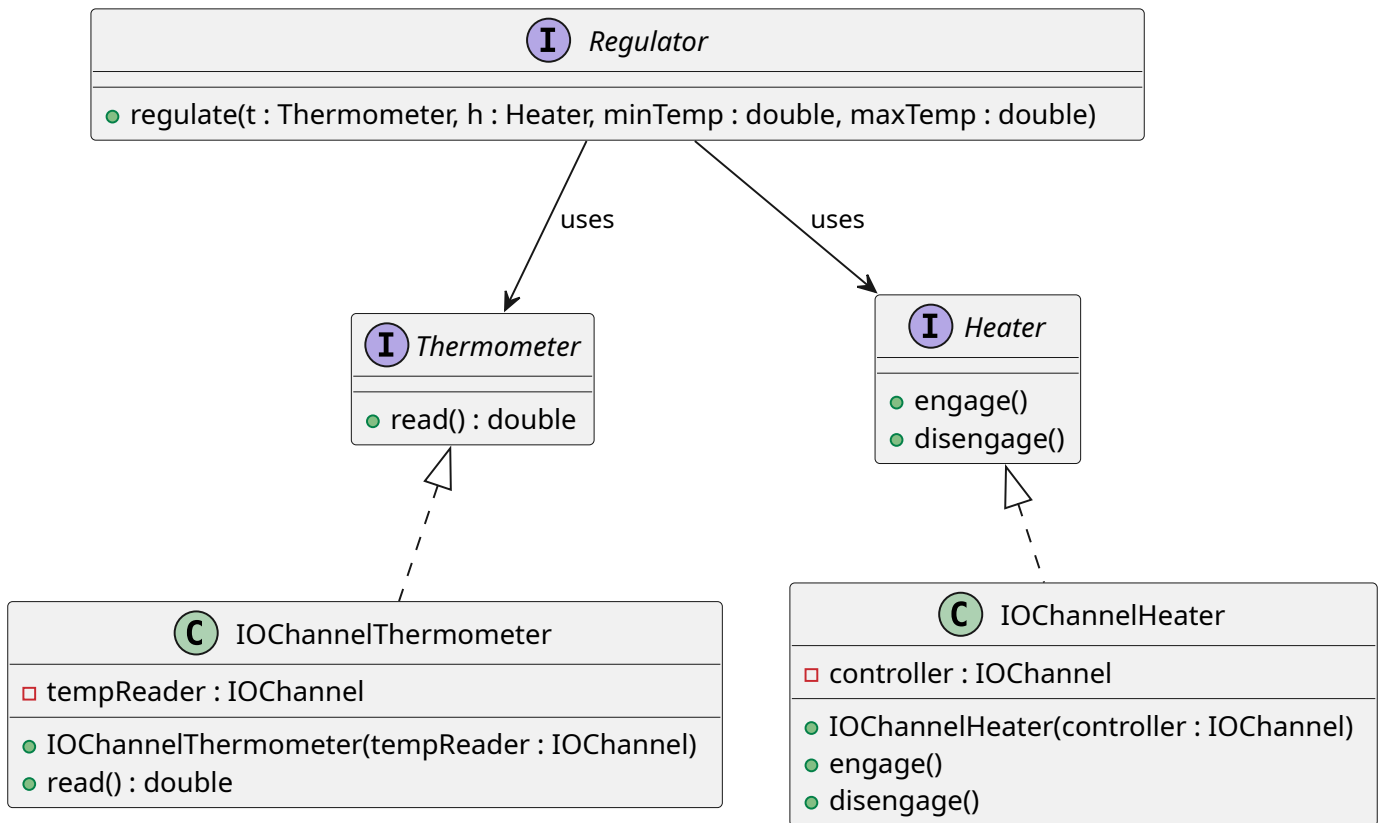 I Regulator
regulate(t : Thermometer, h : Heater, minTemp : double, maxTemp : double)
uses
uses
I Thermometer
read() : double
I Heater
engage()
disengage()
C IOChannelThermometer
tempReader : IOChannel
IOChannelThermometer(tempReader : IOChannel)
read() : double
C IOChannelHeater
controller : IOChannel
IOChannelHeater(controller : IOChannel)
engage()
disengage()